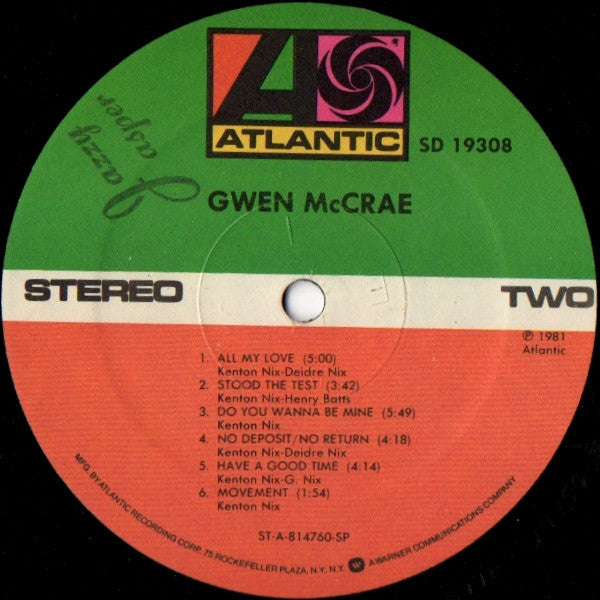 ATLANTIC
SD 19308
Jazzy
Jasper
GWEN McCRAE
STEREO
TWO
℗ 1981
Atlantic
1. ALL MY LOVE (5:00)
Kenton Nix-Deidre Nix
2. STOOD THE TEST (3:42)
Kenton Nix-Henry Batts
3. DO YOU WANNA BE MINE (5:49)
Kenton Nix
4. NO DEPOSIT/NO RETURN (4:18)
Kenton Nix-Deidre Nix
5. HAVE A GOOD TIME (4:14)
Kenton Nix-G. Nix
6. MOVEMENT (1:54)
Kenton Nix
ST-A-814760-SP
MFG. BY ATLANTIC RECORDING CORP. 75 ROCKEFELLER PLAZA, N.Y. N.Y. A WARNER COMMUNICATIONS COMPANY